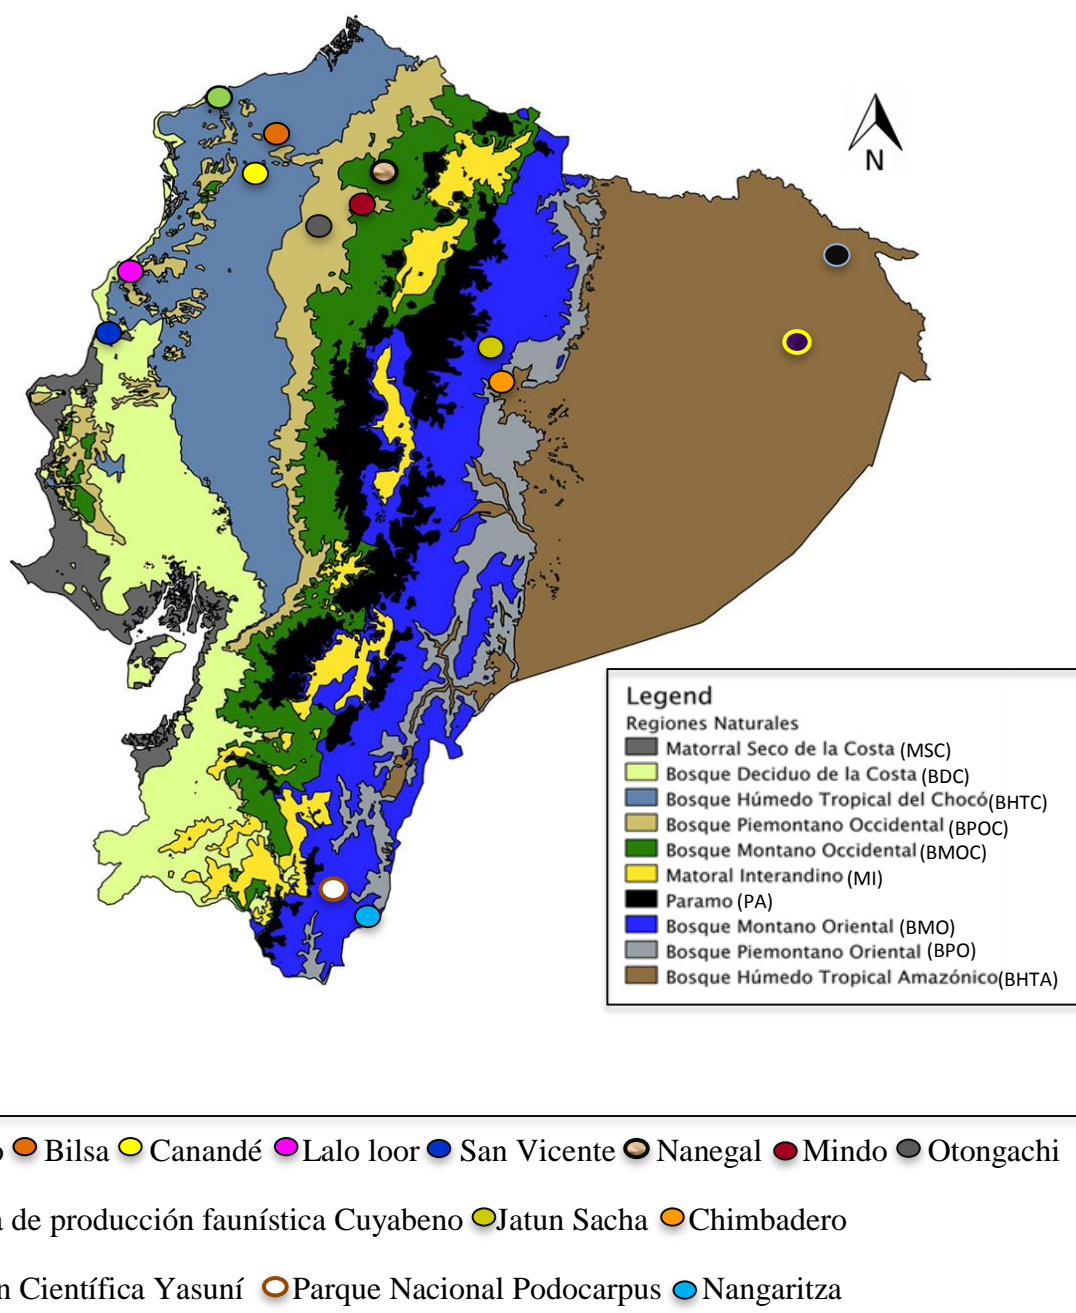 N
Legend
Regiones Naturales
Matorral Seco de la Costa (MSC)
Bosque Deciduo de la Costa (BDC)
Bosque Húmedo Tropical del Chocó(BHTC)
Bosque Piemontano Occidental (BPOC)
Bosque Montano Occidental (BMOC)
Matoral Interandino (MI)
Paramo (PA)
Bosque Montano Oriental (BMO)
Bosque Piemontano Oriental (BPO)
Bosque Húmedo Tropical Amazónico(BHTA)
Bilsa Canandé Lalo loor San Vicente Nanegal Mindo Otongachi
de producción faunística Cuyabeno Jatun Sacha Chimbadero
Científica Yasuní Parque Nacional Podocarpus Nangaritza